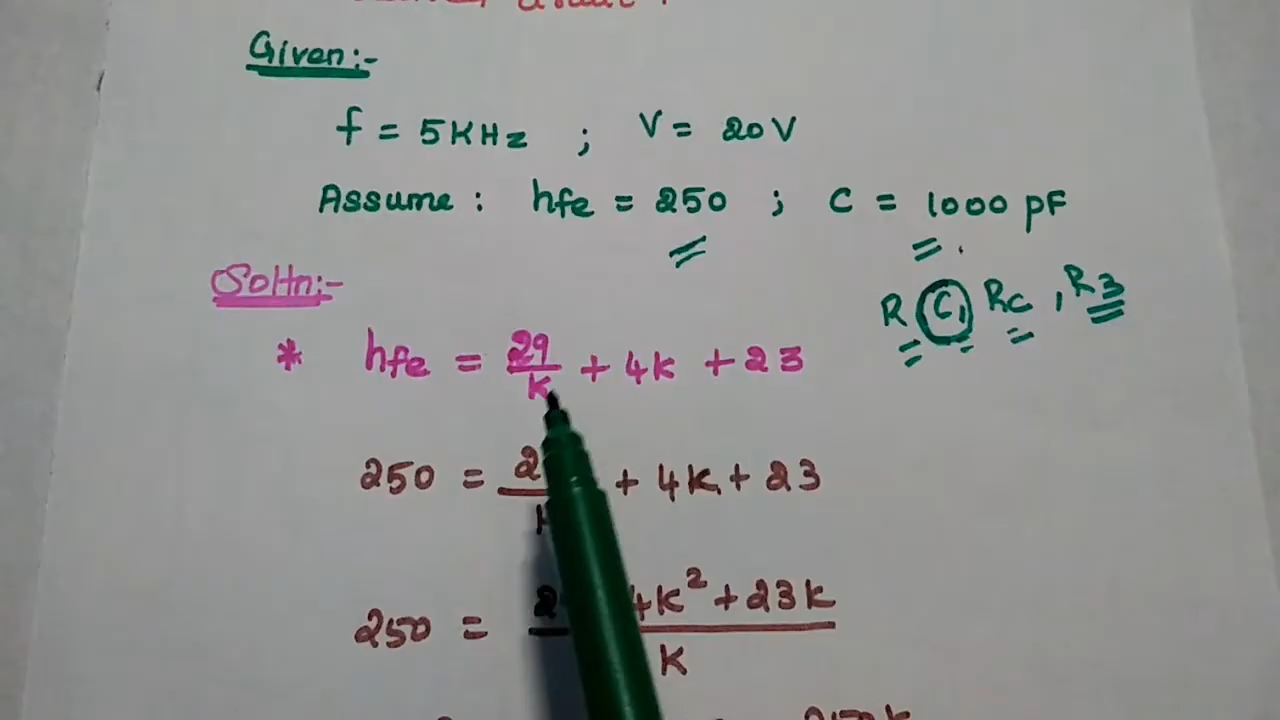 Given:-
f = 5KHz ; V = 20V
Assume : hfe = 250 ; C = 1000 pF
Soltn:-
R C, Rc , R3
* hfe = 29/k + 4k + 23
250 = 2 + 4k + 23
250 = 4k² + 23k / k